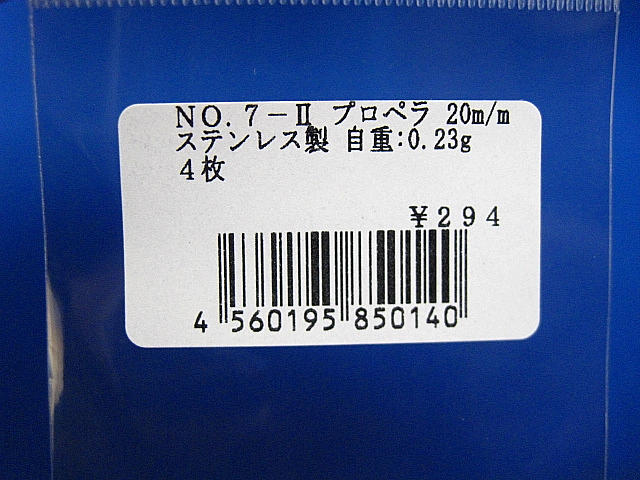 NO.7-Ⅱ プロペラ 20m/m
ステンレス製 自重:0.23g
4枚
¥294
4 560195 850140